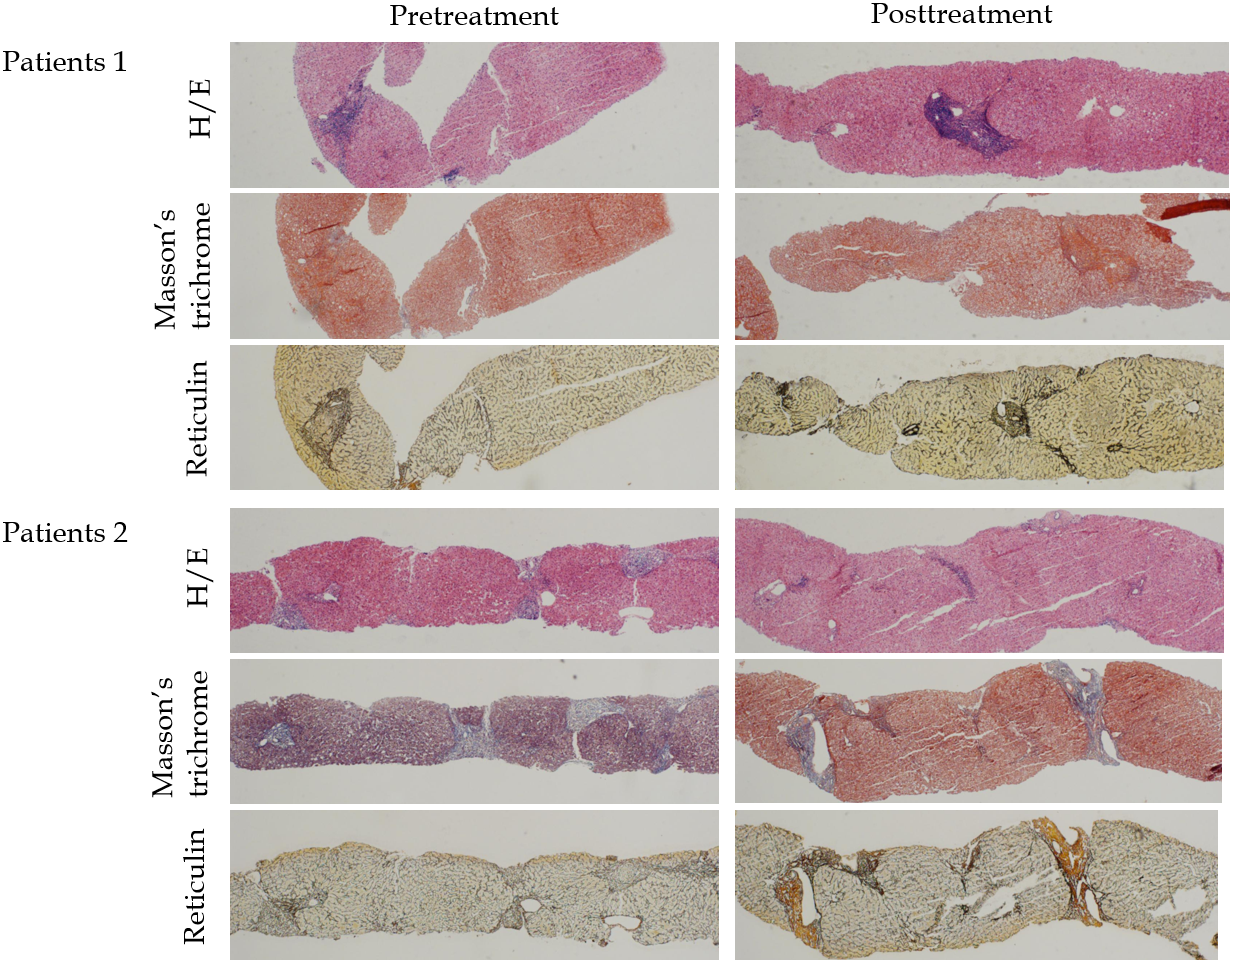 Pretreatment
Posttreatment
Patients 1
H/E
Masson's
trichrome
Reticulin
Patients 2
H/E
Masson's
trichrome
Reticulin